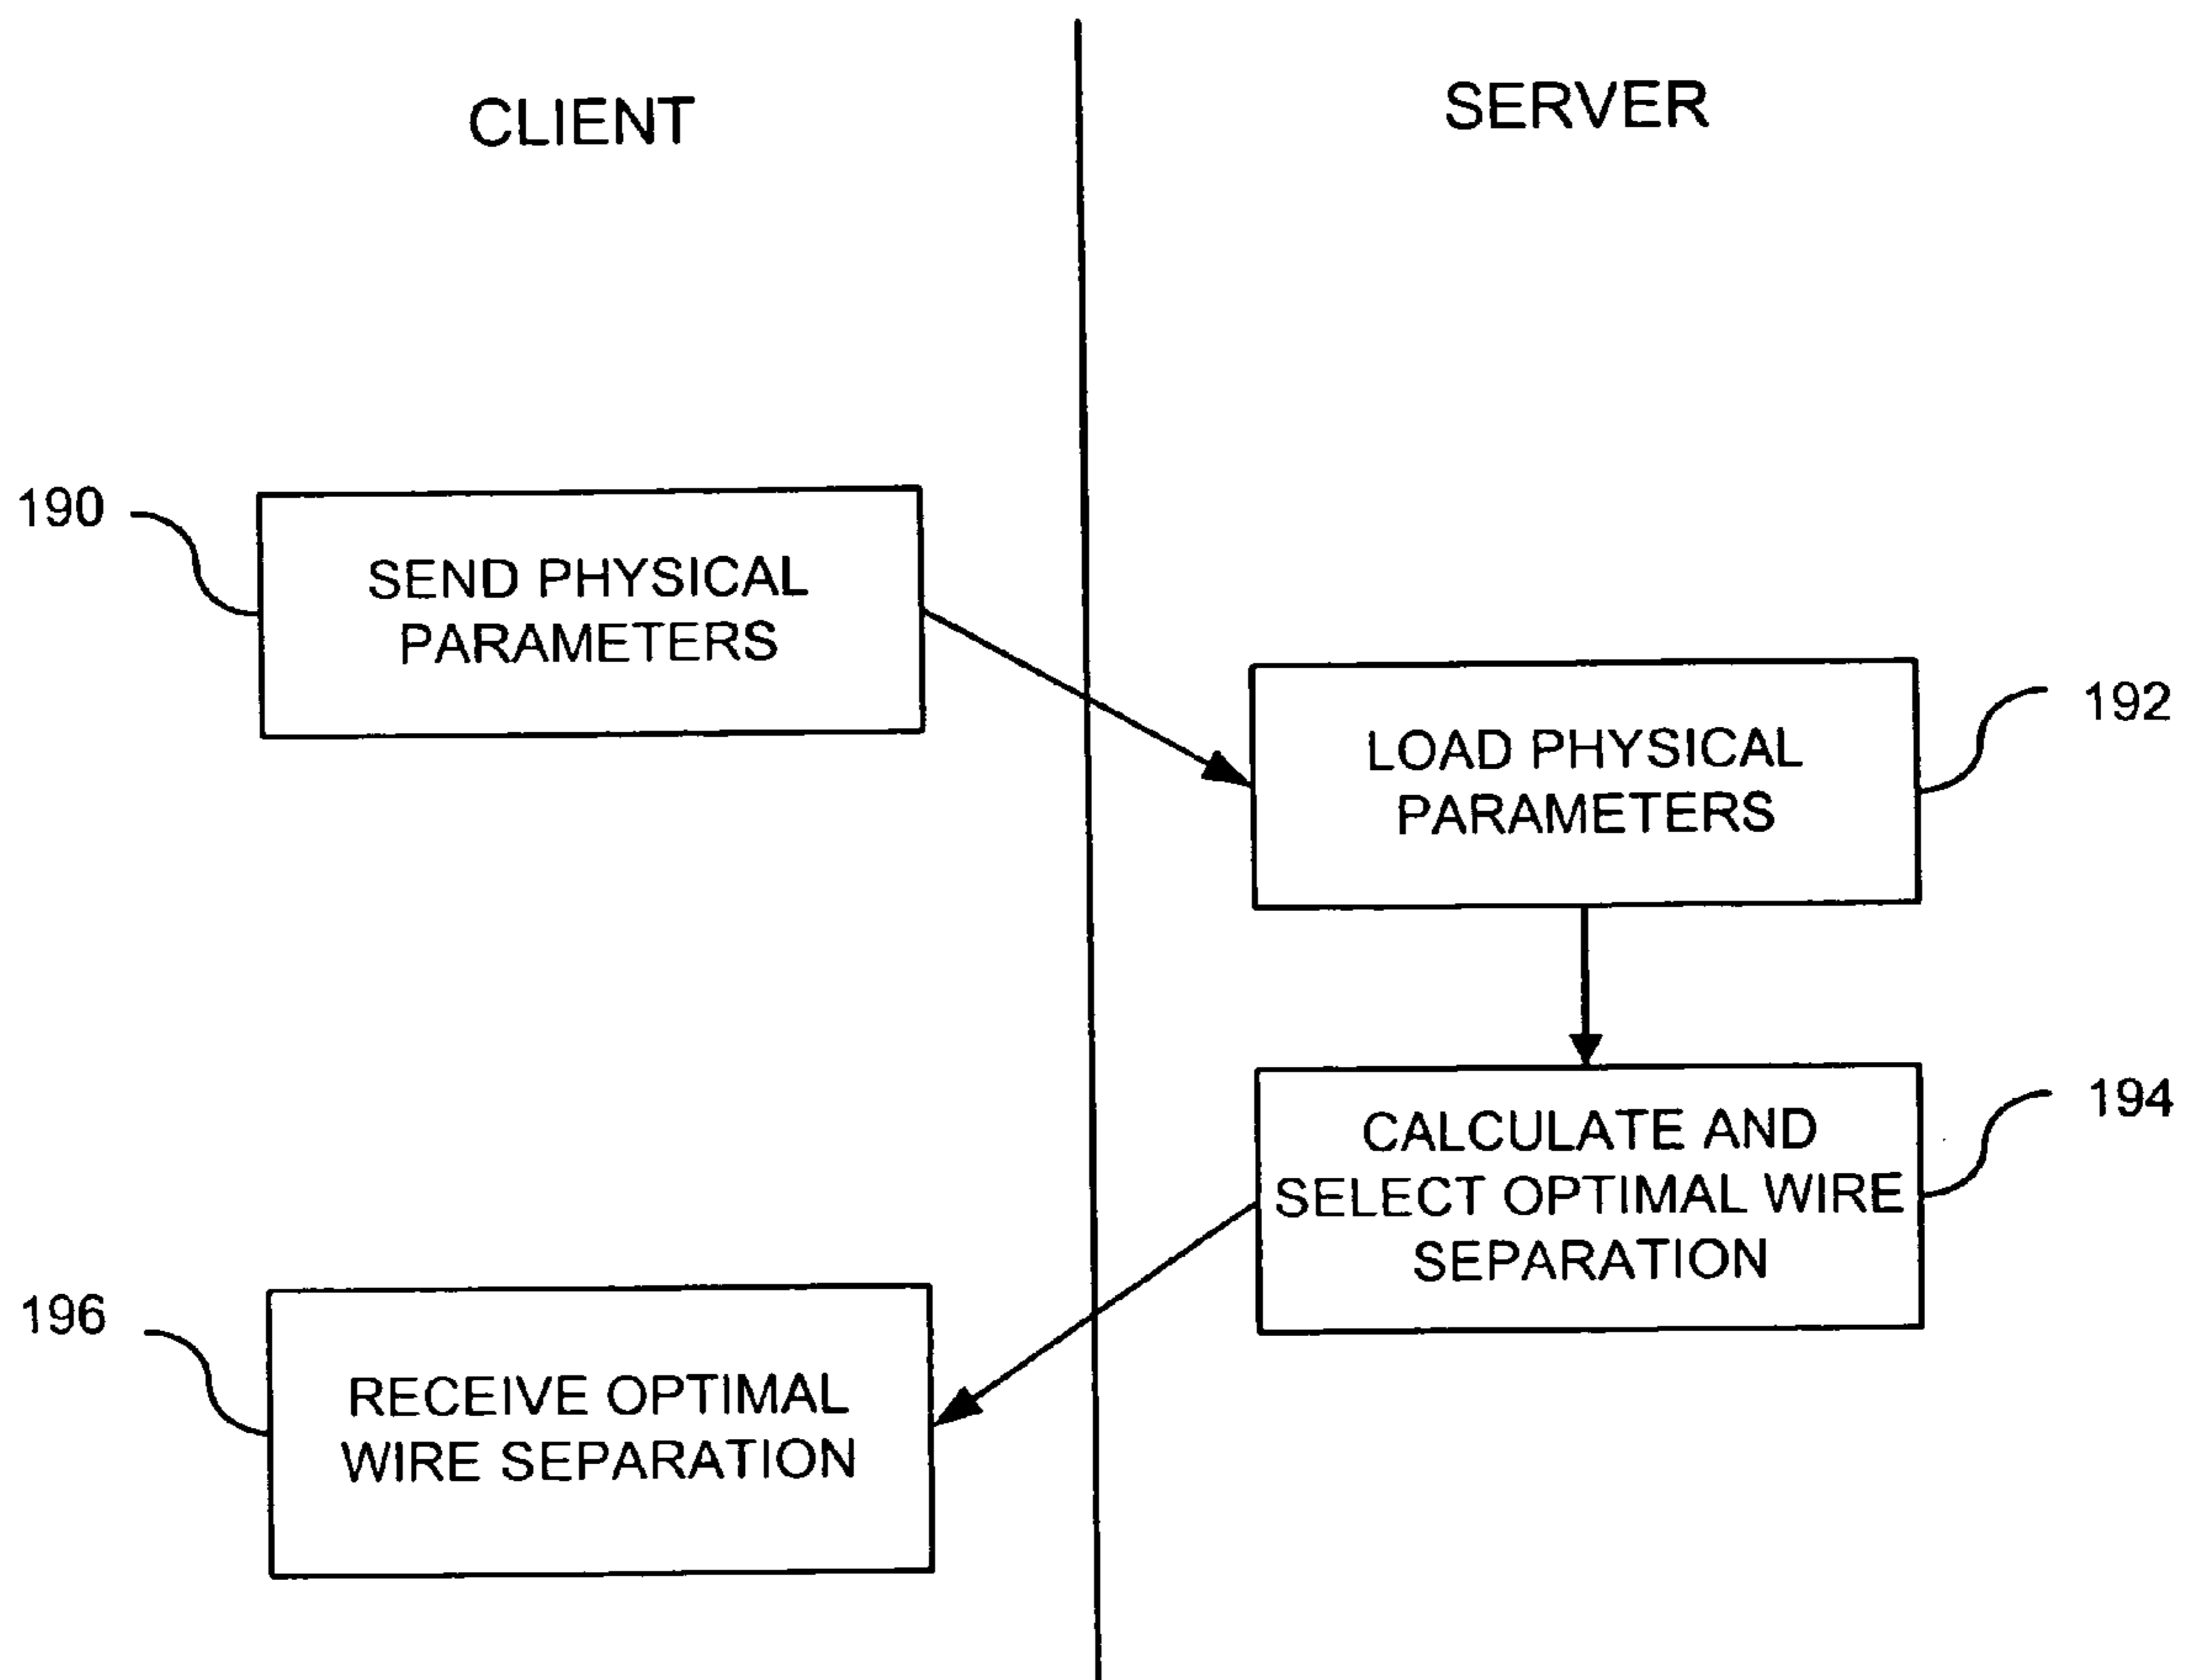 CLIENT
SERVER
190
SEND PHYSICAL
PARAMETERS
LOAD PHYSICAL
PARAMETERS
192
CALCULATE AND
SELECT OPTIMAL WIRE
SEPARATION
194
196
RECEIVE OPTIMAL
WIRE SEPARATION